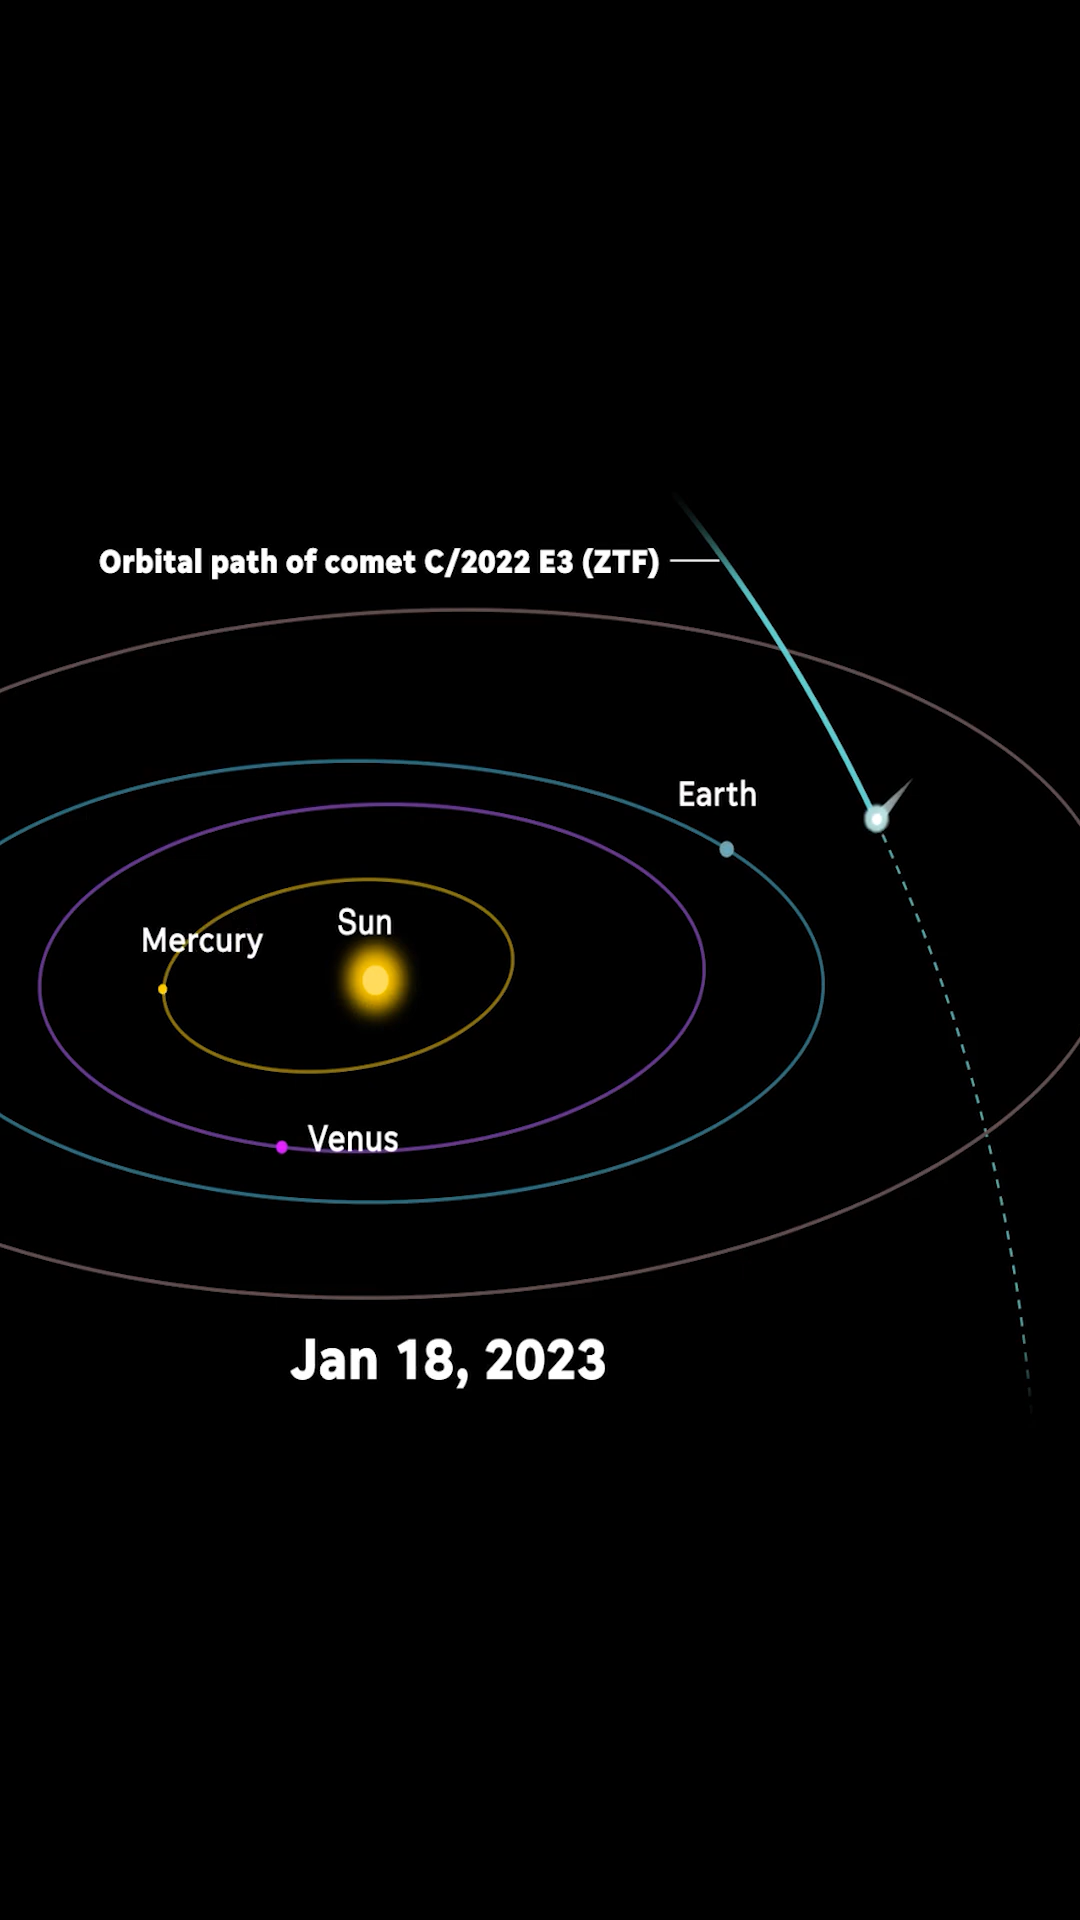 Orbital path of comet C/2022 E3 (ZTF)
Earth
Sun
Mercury
Venus
Jan 18, 2023